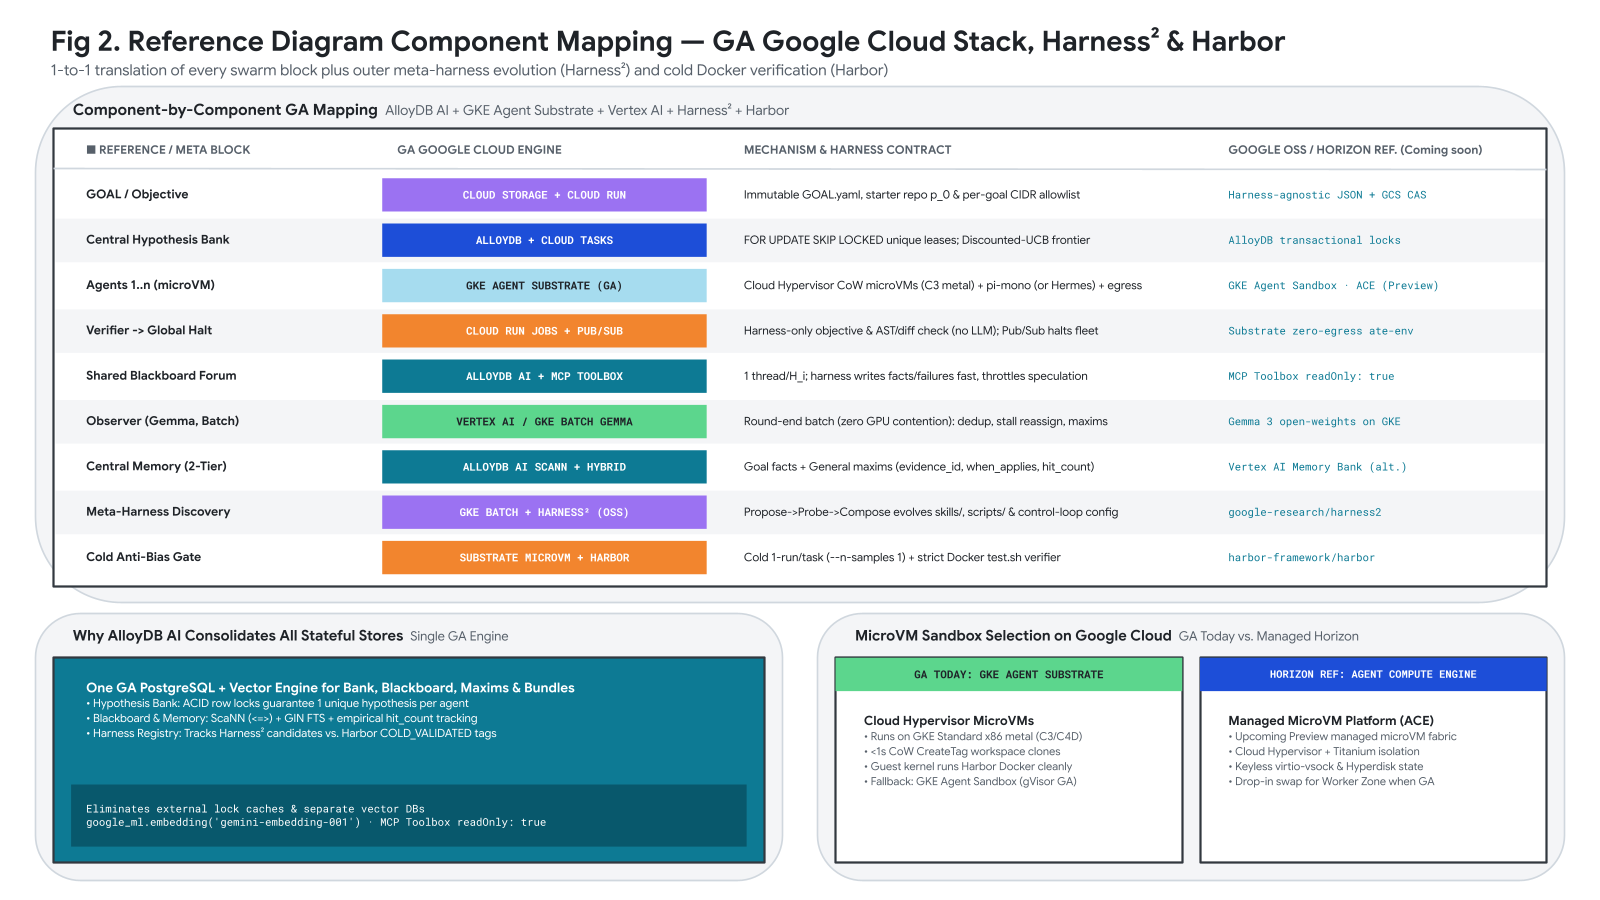 Fig 2. Reference Diagram Component Mapping — GA Google Cloud Stack, Harness² & Harbor
1-to-1 translation of every swarm block plus outer meta-harness evolution (Harness²) and cold Docker verification (Harbor)
Component-by-Component GA Mapping AlloyDB AI + GKE Agent Substrate + Vertex AI + Harness² + Harbor
■ REFERENCE / META BLOCK GA GOOGLE CLOUD ENGINE MECHANISM & HARNESS CONTRACT GOOGLE OSS / HORIZON REF. (Coming soon)
GOAL / Objective CLOUD STORAGE + CLOUD RUN Immutable GOAL.yaml, starter repo p_0 & per-goal CIDR allowlist Harness-agnostic JSON + GCS CAS
Central Hypothesis Bank ALLOYDB + CLOUD TASKS FOR UPDATE SKIP LOCKED unique leases; Discounted-UCB frontier AlloyDB transactional locks
Agents 1..n (microVM) GKE AGENT SUBSTRATE (GA) Cloud Hypervisor CoW microVMs (C3 metal) + pi-mono (or Hermes) + egress GKE Agent Sandbox · ACE (Preview)
Verifier -> Global Halt CLOUD RUN JOBS + PUB/SUB Harness-only objective & AST/diff check (no LLM); Pub/Sub halts fleet Substrate zero-egress ate-env
Shared Blackboard Forum ALLOYDB AI + MCP TOOLBOX 1 thread/H_i; harness writes facts/failures fast, throttles speculation MCP Toolbox readOnly: true
Observer (Gemma, Batch) VERTEX AI / GKE BATCH GEMMA Round-end batch (zero GPU contention): dedup, stall reassign, maxims Gemma 3 open-weights on GKE
Central Memory (2-Tier) ALLOYDB AI SCANN + HYBRID Goal facts + General maxims (evidence_id, when_applies, hit_count) Vertex AI Memory Bank (alt.)
Meta-Harness Discovery GKE BATCH + HARNESS² (OSS) Propose->Probe->Compose evolves skills/, scripts/ & control-loop config google-research/harness2
Cold Anti-Bias Gate SUBSTRATE MICROVM + HARBOR Cold 1-run/task (--n-samples 1) + strict Docker test.sh verifier harbor-framework/harbor
Why AlloyDB AI Consolidates All Stateful Stores Single GA Engine
One GA PostgreSQL + Vector Engine for Bank, Blackboard, Maxims & Bundles
• Hypothesis Bank: ACID row locks guarantee 1 unique hypothesis per agent
• Blackboard & Memory: ScaNN (<=>) + GIN FTS + empirical hit_count tracking
• Harness Registry: Tracks Harness² candidates vs. Harbor COLD_VALIDATED tags
Eliminates external lock caches & separate vector DBs
google_ml.embedding('gemini-embedding-001') · MCP Toolbox readOnly: true
MicroVM Sandbox Selection on Google Cloud GA Today vs. Managed Horizon
GA TODAY: GKE AGENT SUBSTRATE
Cloud Hypervisor MicroVMs
• Runs on GKE Standard x86 metal (C3/C4D)
• <1s CoW CreateTag workspace clones
• Guest kernel runs Harbor Docker cleanly
• Fallback: GKE Agent Sandbox (gVisor GA)
HORIZON REF: AGENT COMPUTE ENGINE
Managed MicroVM Platform (ACE)
• Upcoming Preview managed microVM fabric
• Cloud Hypervisor + Titanium isolation
• Keyless virtio-vsock & Hyperdisk state
• Drop-in swap for Worker Zone when GA